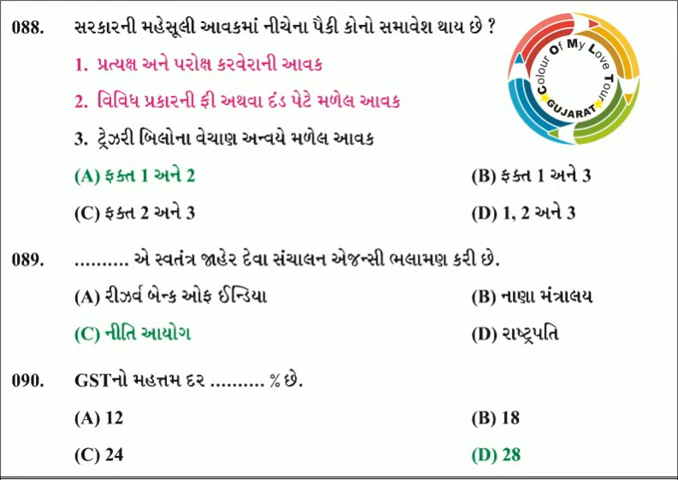 088. સરકારની મહેસૂલી આવકમાં નીચેના પૈકી કોનો સમાવેશ થાય છે ?
1. પ્રત્યક્ષ અને પરોક્ષ કરવેરાની આવક
2. વિવિધ પ્રકારની ફી અથવા દંડ પેટે મળેલ આવક
3. ટ્રેઝરી બિલોના વેચાણ અન્વયે મળેલ આવક
(A) ફક્ત 1 અને 2 (B) ફક્ત 1 અને 3
(C) ફક્ત 2 અને 3 (D) 1, 2 અને 3
Colour Of My Love Tour
GUJARAT
089. .......... એ સ્વતંત્ર જાહેર દેવા સંચાલન એજન્સી ભલામણ કરી છે.
(A) રીઝર્વ બેન્ક ઓફ ઈન્ડિયા (B) નાણા મંત્રાલય
(C) નીતિ આયોગ (D) રાષ્ટ્રપતિ
090. GSTનો મહત્તમ દર .......... % છે.
(A) 12 (B) 18
(C) 24 (D) 28